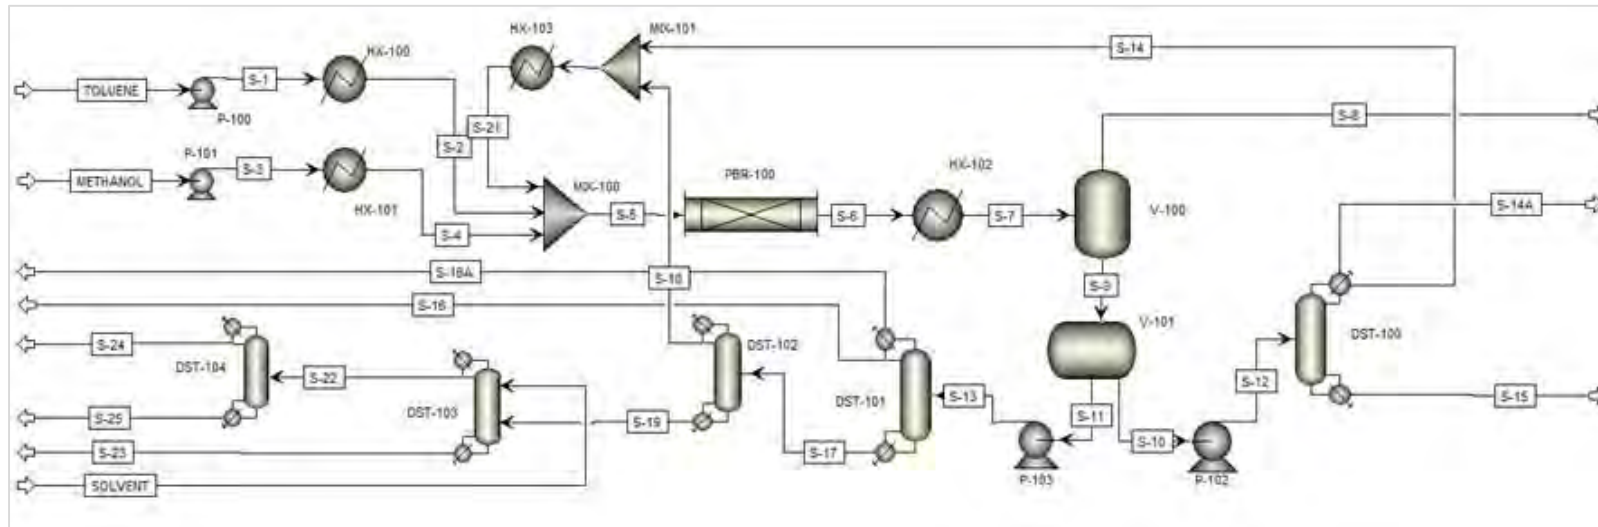 HX-103
MIX-101
HX-100
S-14
S-1
TOLUENE
P-100
S-8
S-21
S-2
P-101
S-3
METHANOL
HX-101
MIX-100
PBR-100
HX-102
S-5
S-6
S-7
V-100
S-14A
S-4
S-18A
S-9
S-16
V-101
DST-100
S-24
DST-104
S-22
DST-102
DST-101
S-13
S-12
S-15
S-25
DST-103
S-19
S-11
S-10
S-23
S-17
SOLVENT
P-103
P-102